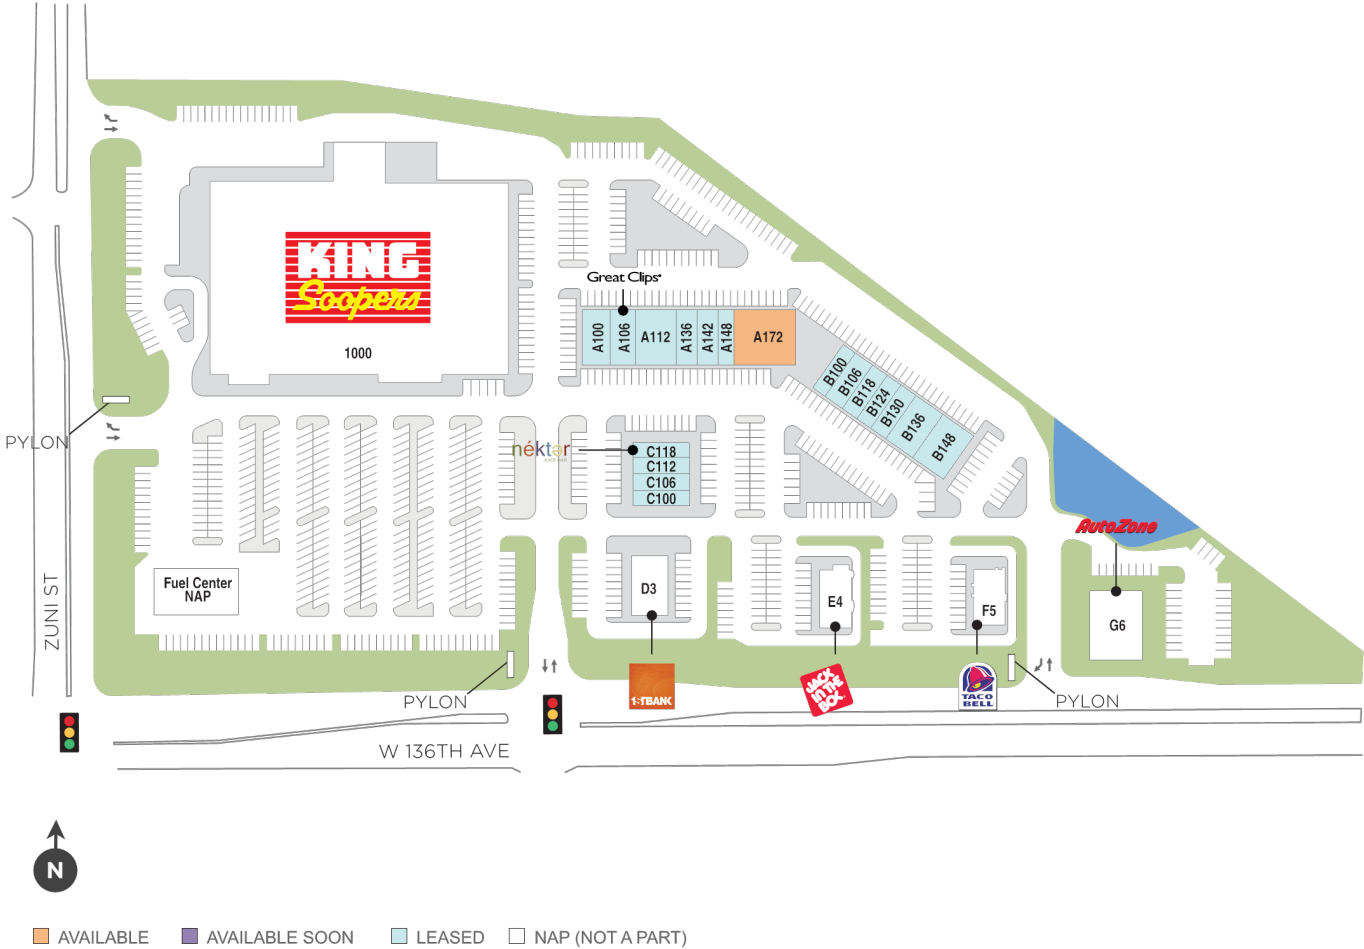 KING
Soopers
1000
Great Clips
A100
A106
A112
A136
A142
A148
A172
B100
B106
B118
B124
B130
B136
B148
PYLON
néktər
C118
C112
C106
C100
AutoZone
ZUNI ST
Fuel Center
NAP
D3
E4
F5
G6
1STBANK
JACK
IN THE
BOX
TACO
BELL
PYLON
PYLON
W 136TH AVE
N
AVAILABLE
AVAILABLE SOON
LEASED
NAP (NOT A PART)